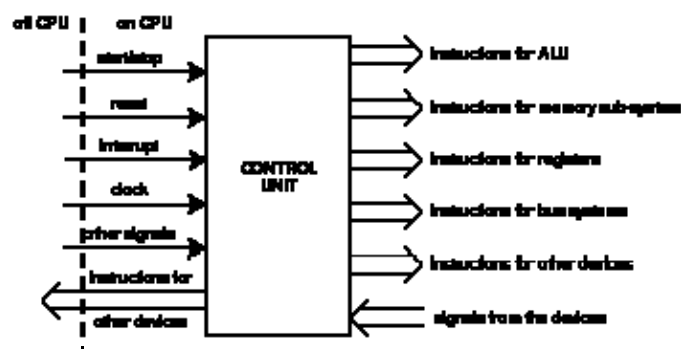 off CPU
on CPU
start/stop
reset
interrupt
clock
other signals
instructions for
other devices
CONTROL
UNIT
instructions for ALU
instructions for memory sub-system
instructions for registers
instructions for bus systems
instructions for other devices
signals from the devices